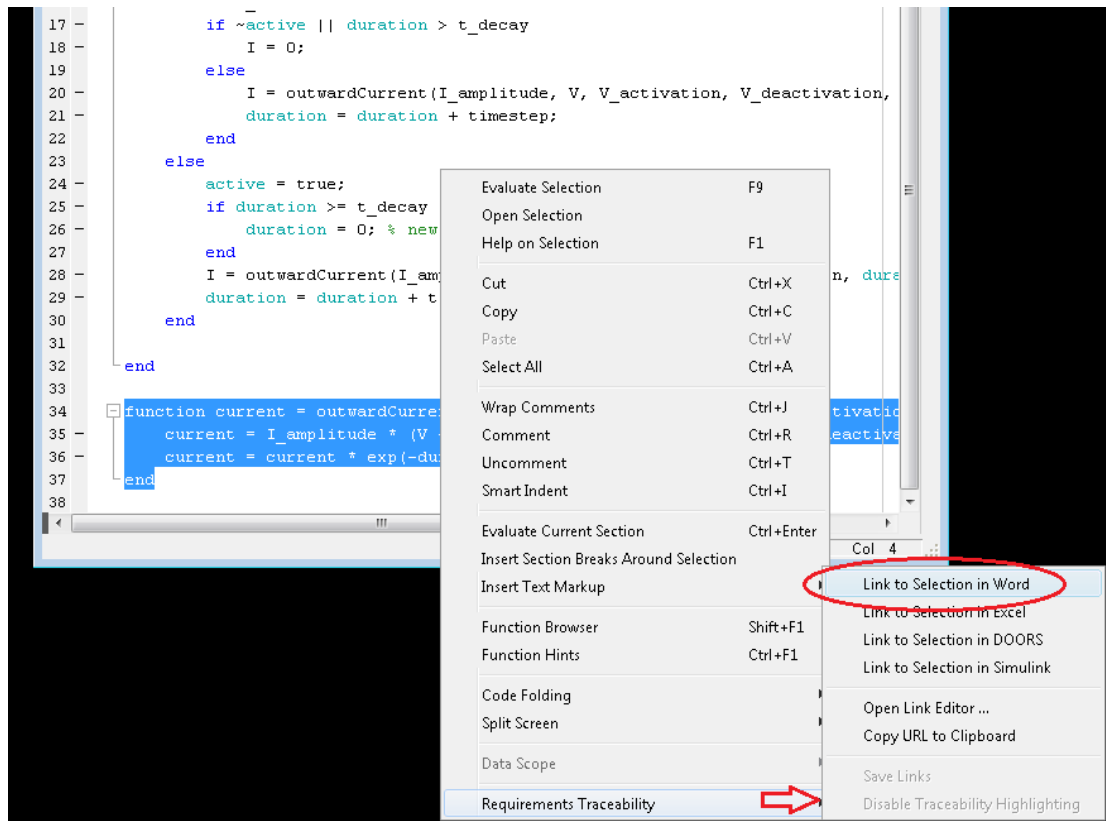 17 - if ~active || duration > t_decay
18 - I = 0;
19 else
20 - I = outwardCurrent(I_amplitude, V, V_activation, V_deactivation,
21 - duration = duration + timestep;
22 end
23 else
24 - active = true;
25 - if duration >= t_decay
26 - duration = 0; % new
27 end
28 - I = outwardCurrent(I_am n, dura
29 - duration = duration + t
30 end
31
32 end
33
34 function current = outwardCurre tivatio
35 - current = I_amplitude * (V eactiva
36 - current = current * exp(-du
37 end
38
Col 4
Evaluate Selection F9
Open Selection
Help on Selection F1
Cut Ctrl+X
Copy Ctrl+C
Paste Ctrl+V
Select All Ctrl+A
Wrap Comments Ctrl+J
Comment Ctrl+R
Uncomment Ctrl+T
Smart Indent Ctrl+I
Evaluate Current Section Ctrl+Enter
Insert Section Breaks Around Selection
Insert Text Markup
Function Browser Shift+F1
Function Hints Ctrl+F1
Code Folding
Split Screen
Data Scope
Requirements Traceability
Link to Selection in Word
Link to Selection in Excel
Link to Selection in DOORS
Link to Selection in Simulink
Open Link Editor ...
Copy URL to Clipboard
Save Links
Disable Traceability Highlighting